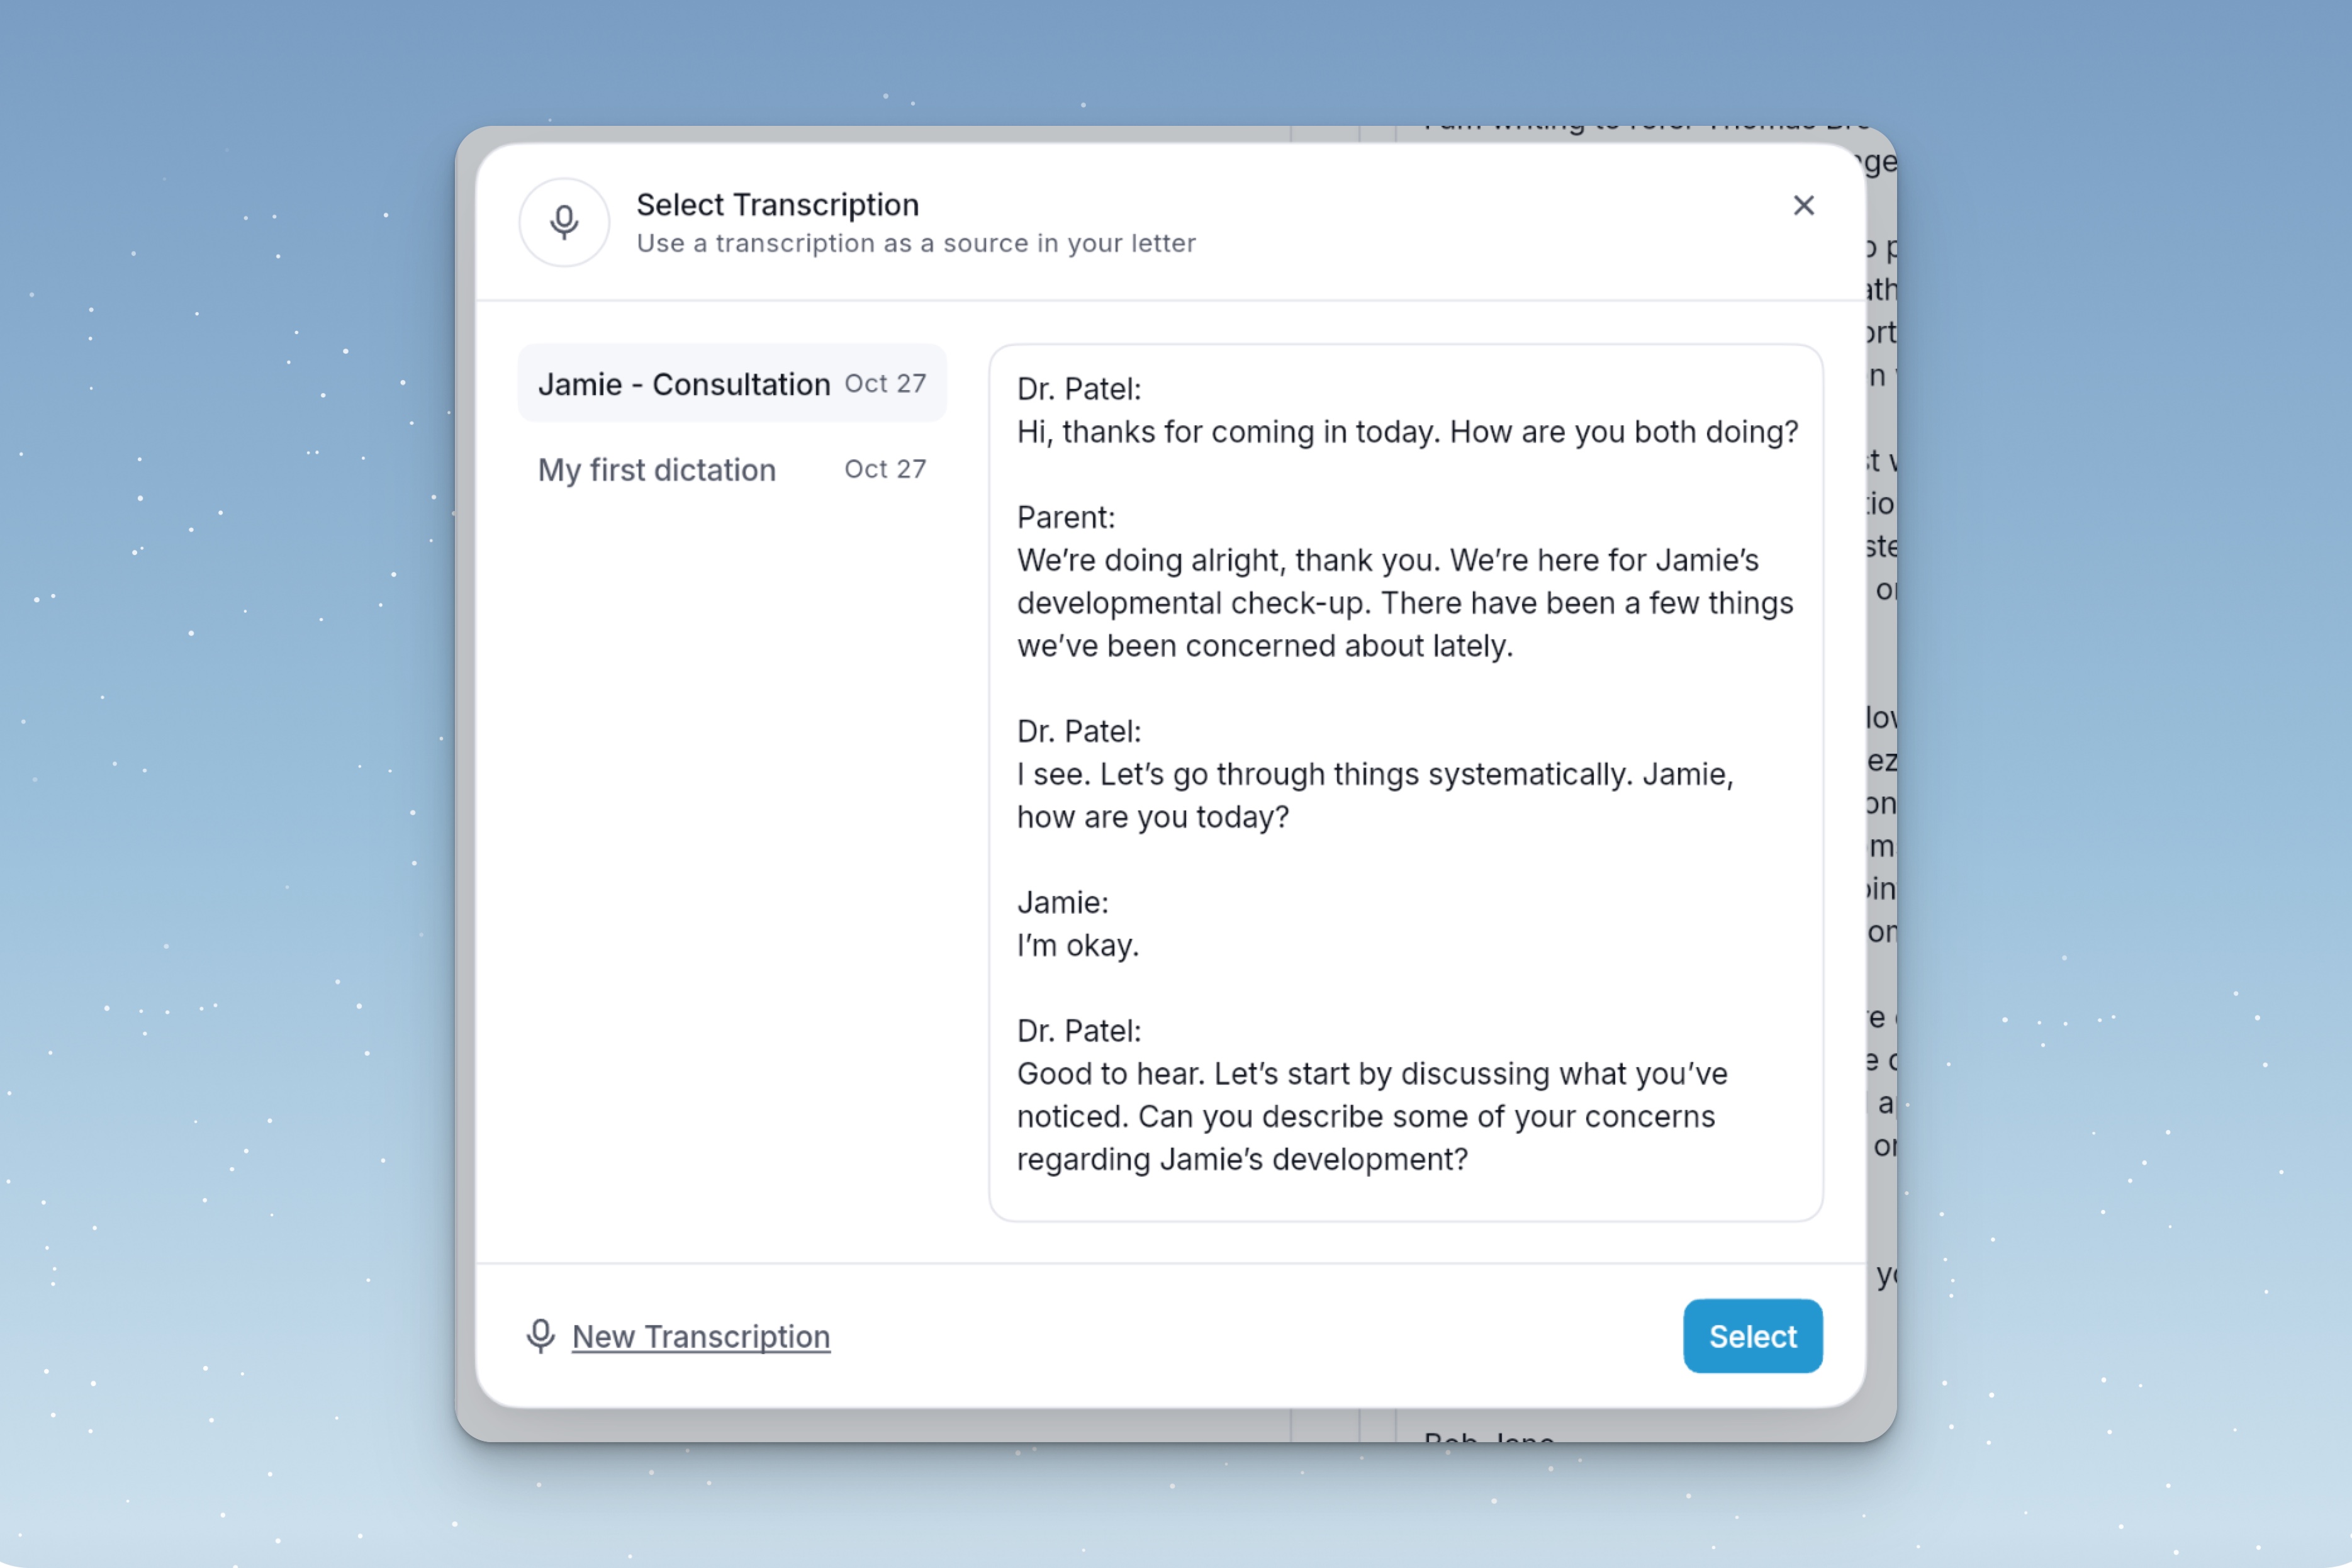 Select Transcription
Use a transcription as a source in your letter
Jamie - Consultation Oct 27
My first dictation Oct 27
Dr. Patel:
Hi, thanks for coming in today. How are you both doing?
Parent:
We’re doing alright, thank you. We’re here for Jamie’s
developmental check-up. There have been a few things
we’ve been concerned about lately.
Dr. Patel:
I see. Let’s go through things systematically. Jamie,
how are you today?
Jamie:
I’m okay.
Dr. Patel:
Good to hear. Let’s start by discussing what you’ve
noticed. Can you describe some of your concerns
regarding Jamie’s development?
New Transcription
Select